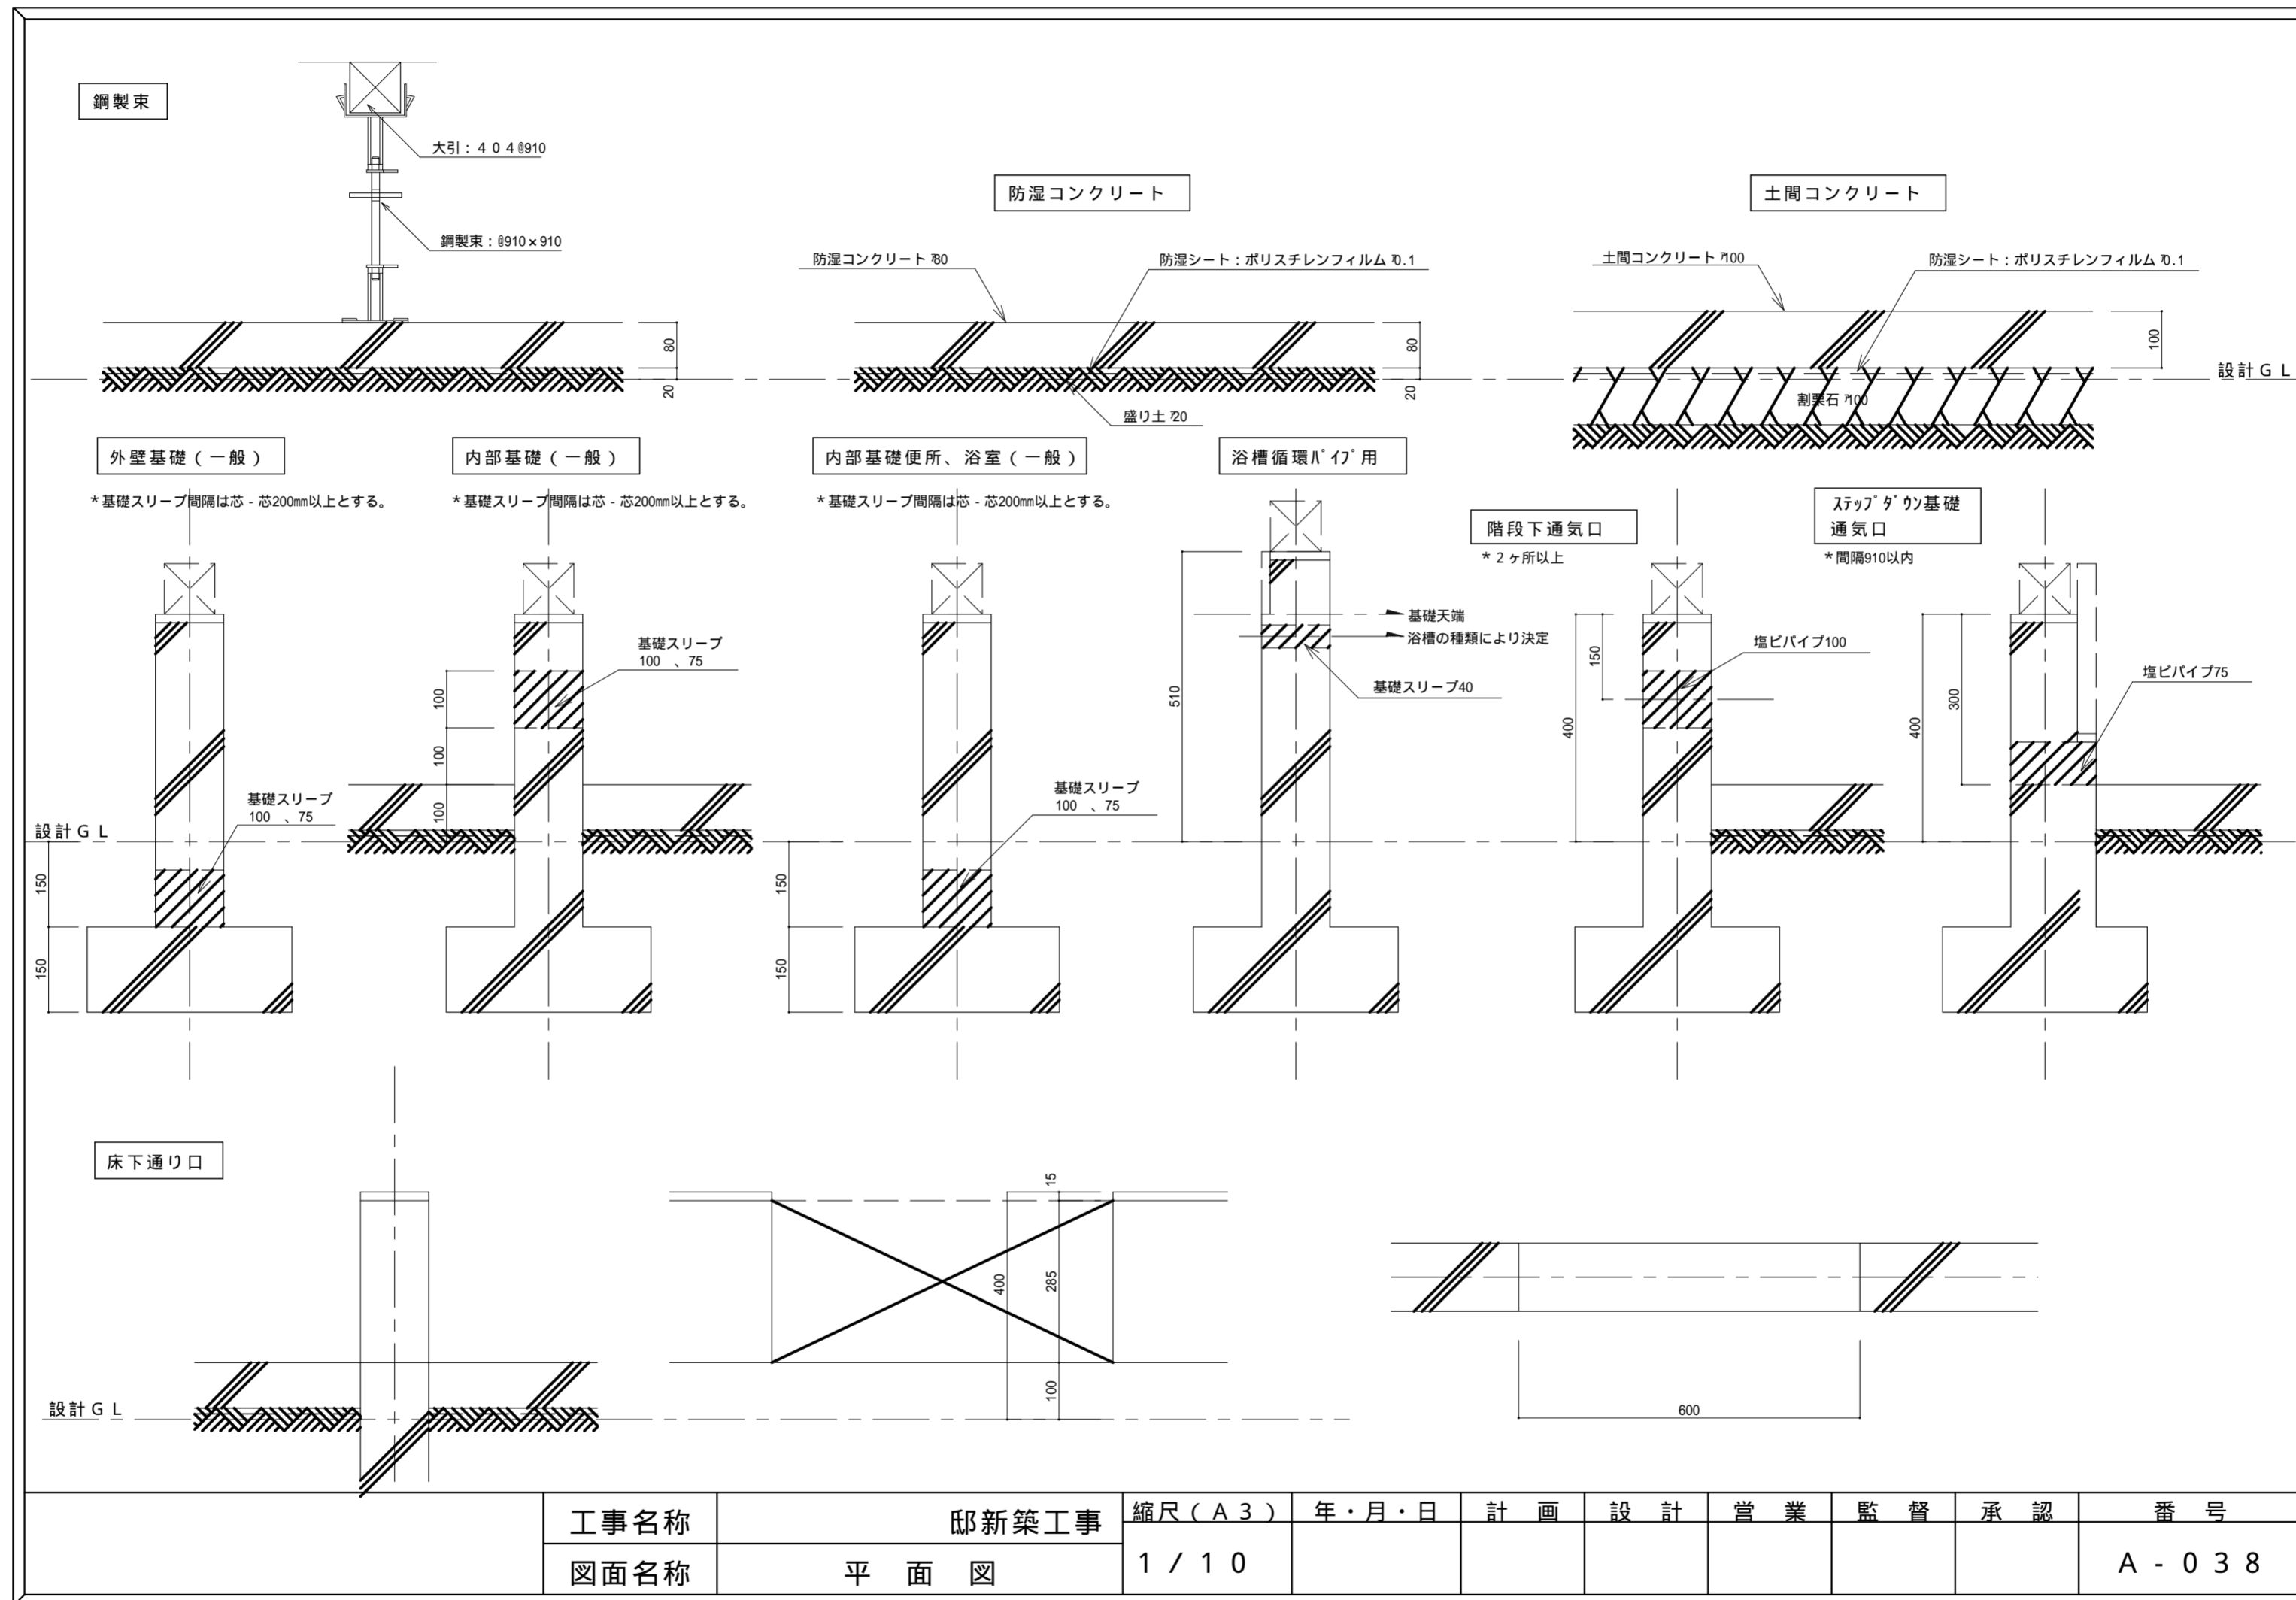 鋼製束
大引：４０４@910
鋼製束：@910×910
80
20
防湿コンクリート
防湿コンクリート 80
防湿シート：ポリスチレンフィルム 0.1
盛り土 20
80
20
土間コンクリート
土間コンクリート 100
防湿シート：ポリスチレンフィルム 0.1
割栗石 100
100
設計ＧＬ
外壁基礎（一般）
*基礎スリーブ間隔は芯‐芯200㎜以上とする。
基礎スリーブ
100 、75
設計ＧＬ
150
150
内部基礎（一般）
*基礎スリーブ間隔は芯‐芯200㎜以上とする。
基礎スリーブ
100 、75
100
100
100
内部基礎便所、浴室（一般）
*基礎スリーブ間隔は芯‐芯200㎜以上とする。
基礎スリーブ
100 、75
150
150
浴槽循環ﾊﾟｲﾌﾟ用
510
基礎天端
浴槽の種類により決定
基礎スリーブ40
階段下通気口
*２ヶ所以上
150
400
塩ビパイプ100
ｽﾃｯﾌﾟﾀﾞｳﾝ基礎
通気口
*間隔910以内
300
400
塩ビパイプ75
床下通り口
設計ＧＬ
15
400
285
100
600
工事名称
邸新築工事
図面名称
平面図
縮尺(Ａ３)
１/１０
年・月・日
計画
設計
営業
監督
承認
番号
Ａ-０３８